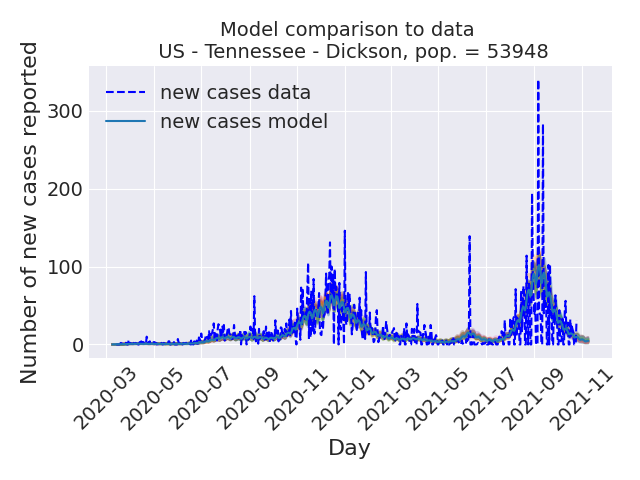 Model comparison to data
US - Tennessee - Dickson, pop. = 53948
Number of new cases reported
new cases data
new cases model
300
200
100
0
2020-03
2020-05
2020-07
2020-09
2020-11
2021-01
2021-03
2021-05
2021-07
2021-09
2021-11
Day